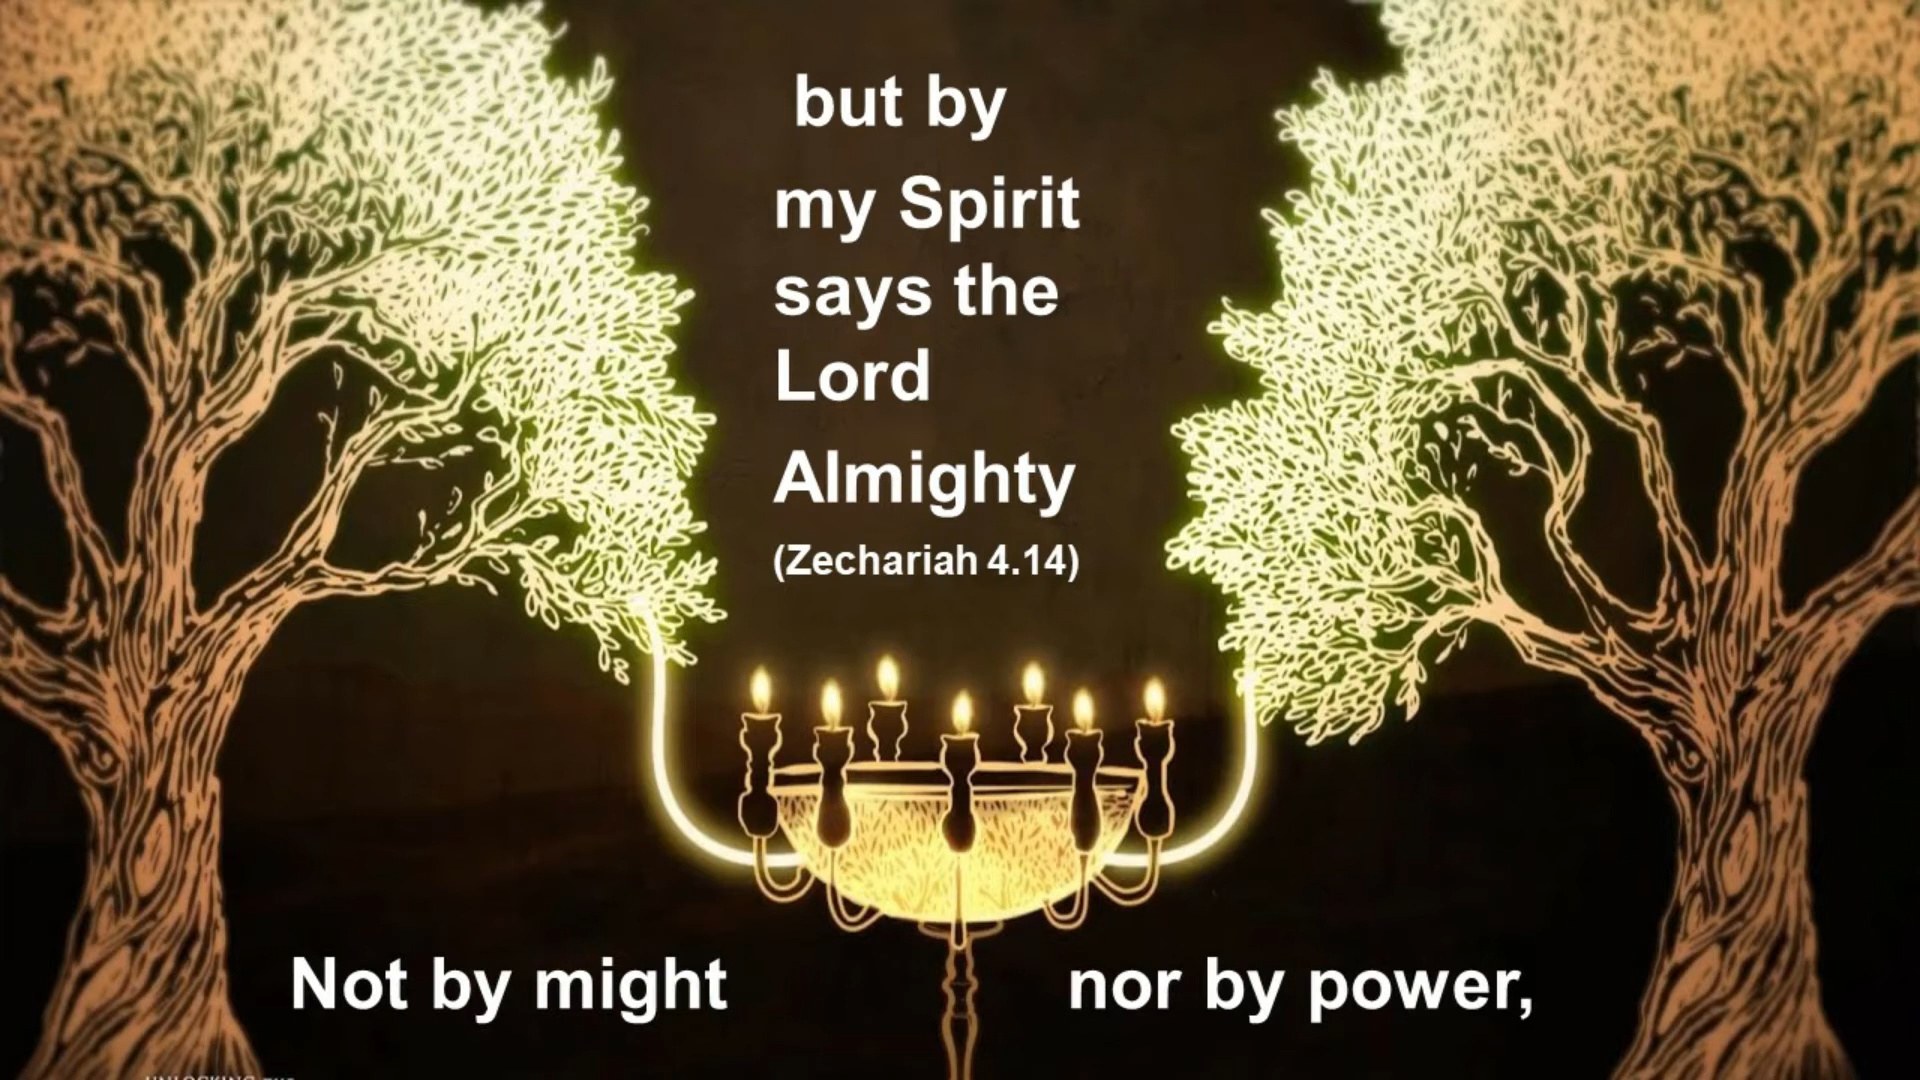 but by
my Spirit
says the
Lord
Almighty
(Zechariah 4.14)
Not by might nor by power,